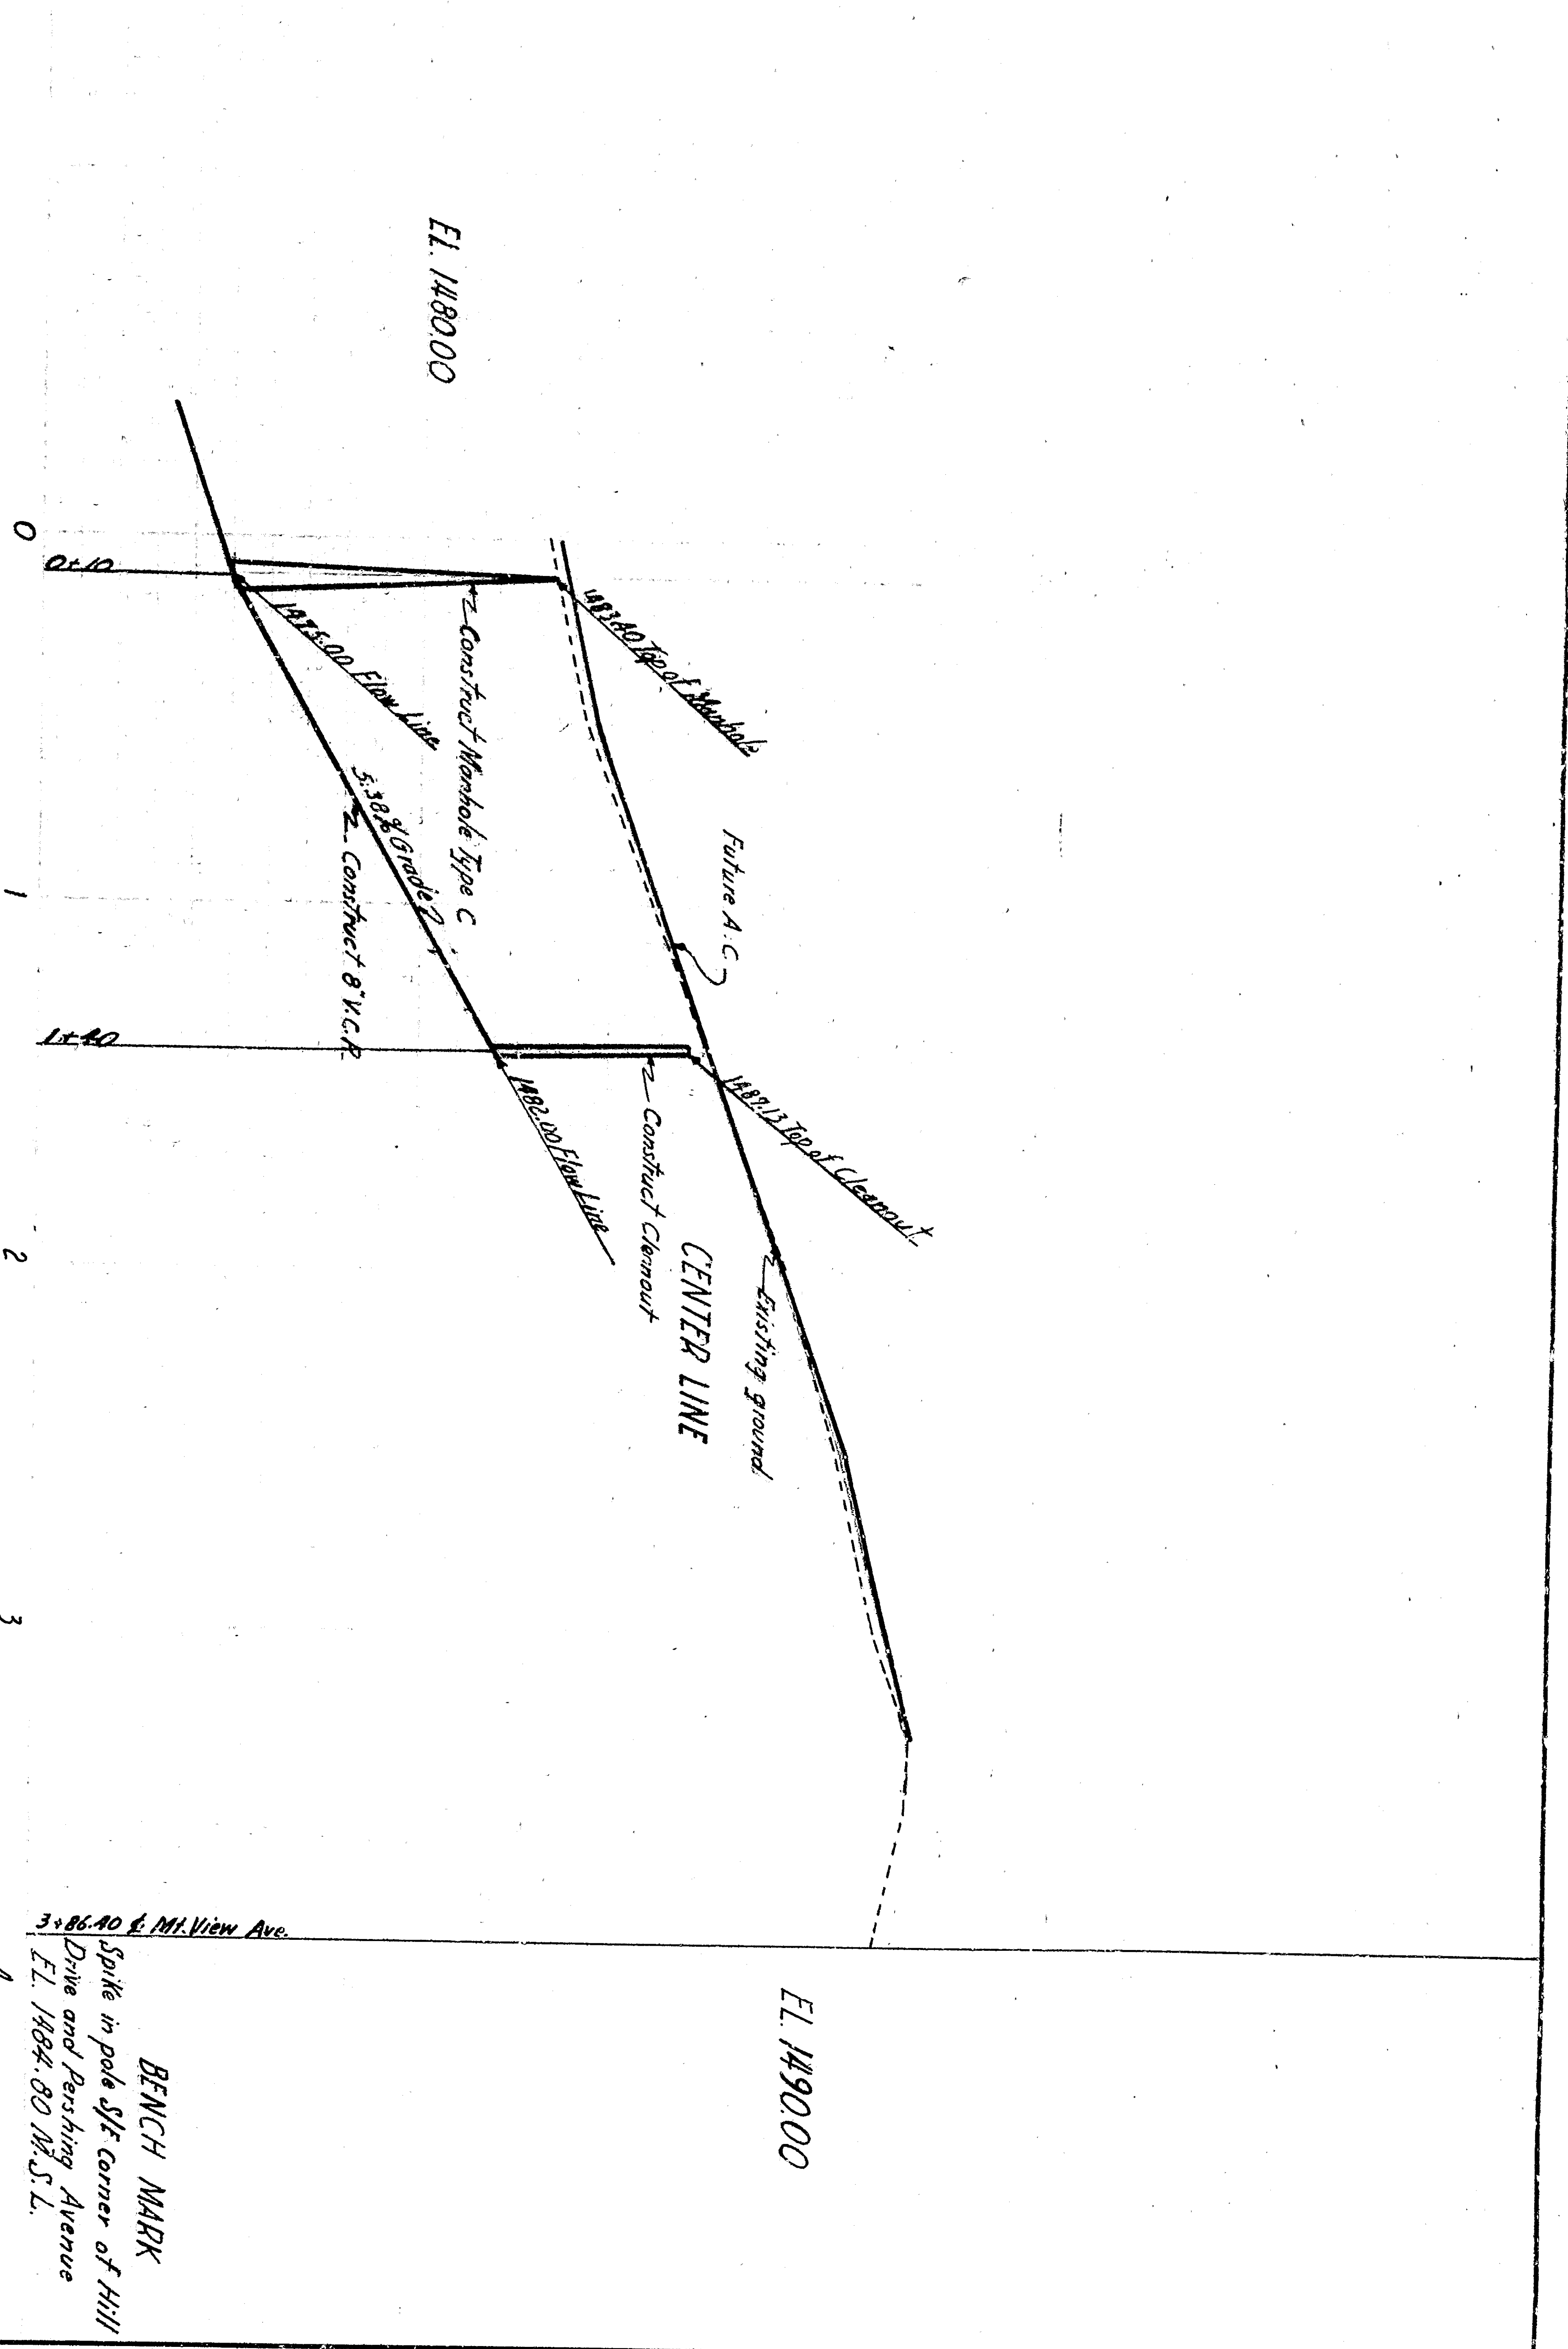 EL. 1480.00
EL. 1490.00
1483.40 Top of Manhole
Future A.C.
1487.13 Top of Cleanout
Existing ground
CENTER LINE
Construct Manhole Type C
Construct Cleanout
1475.00 Flow Line
5.38% Grade
1482.00 Flow Line
Construct 8" V.C.P.
0+10
1+40
3+86.40 ℄ Mt. View Ave.
0
1
2
3
BENCH MARK
Spike in pole S/E Corner of Hill
Drive and Pershing Avenue
EL. 1484.80 M.S.L.